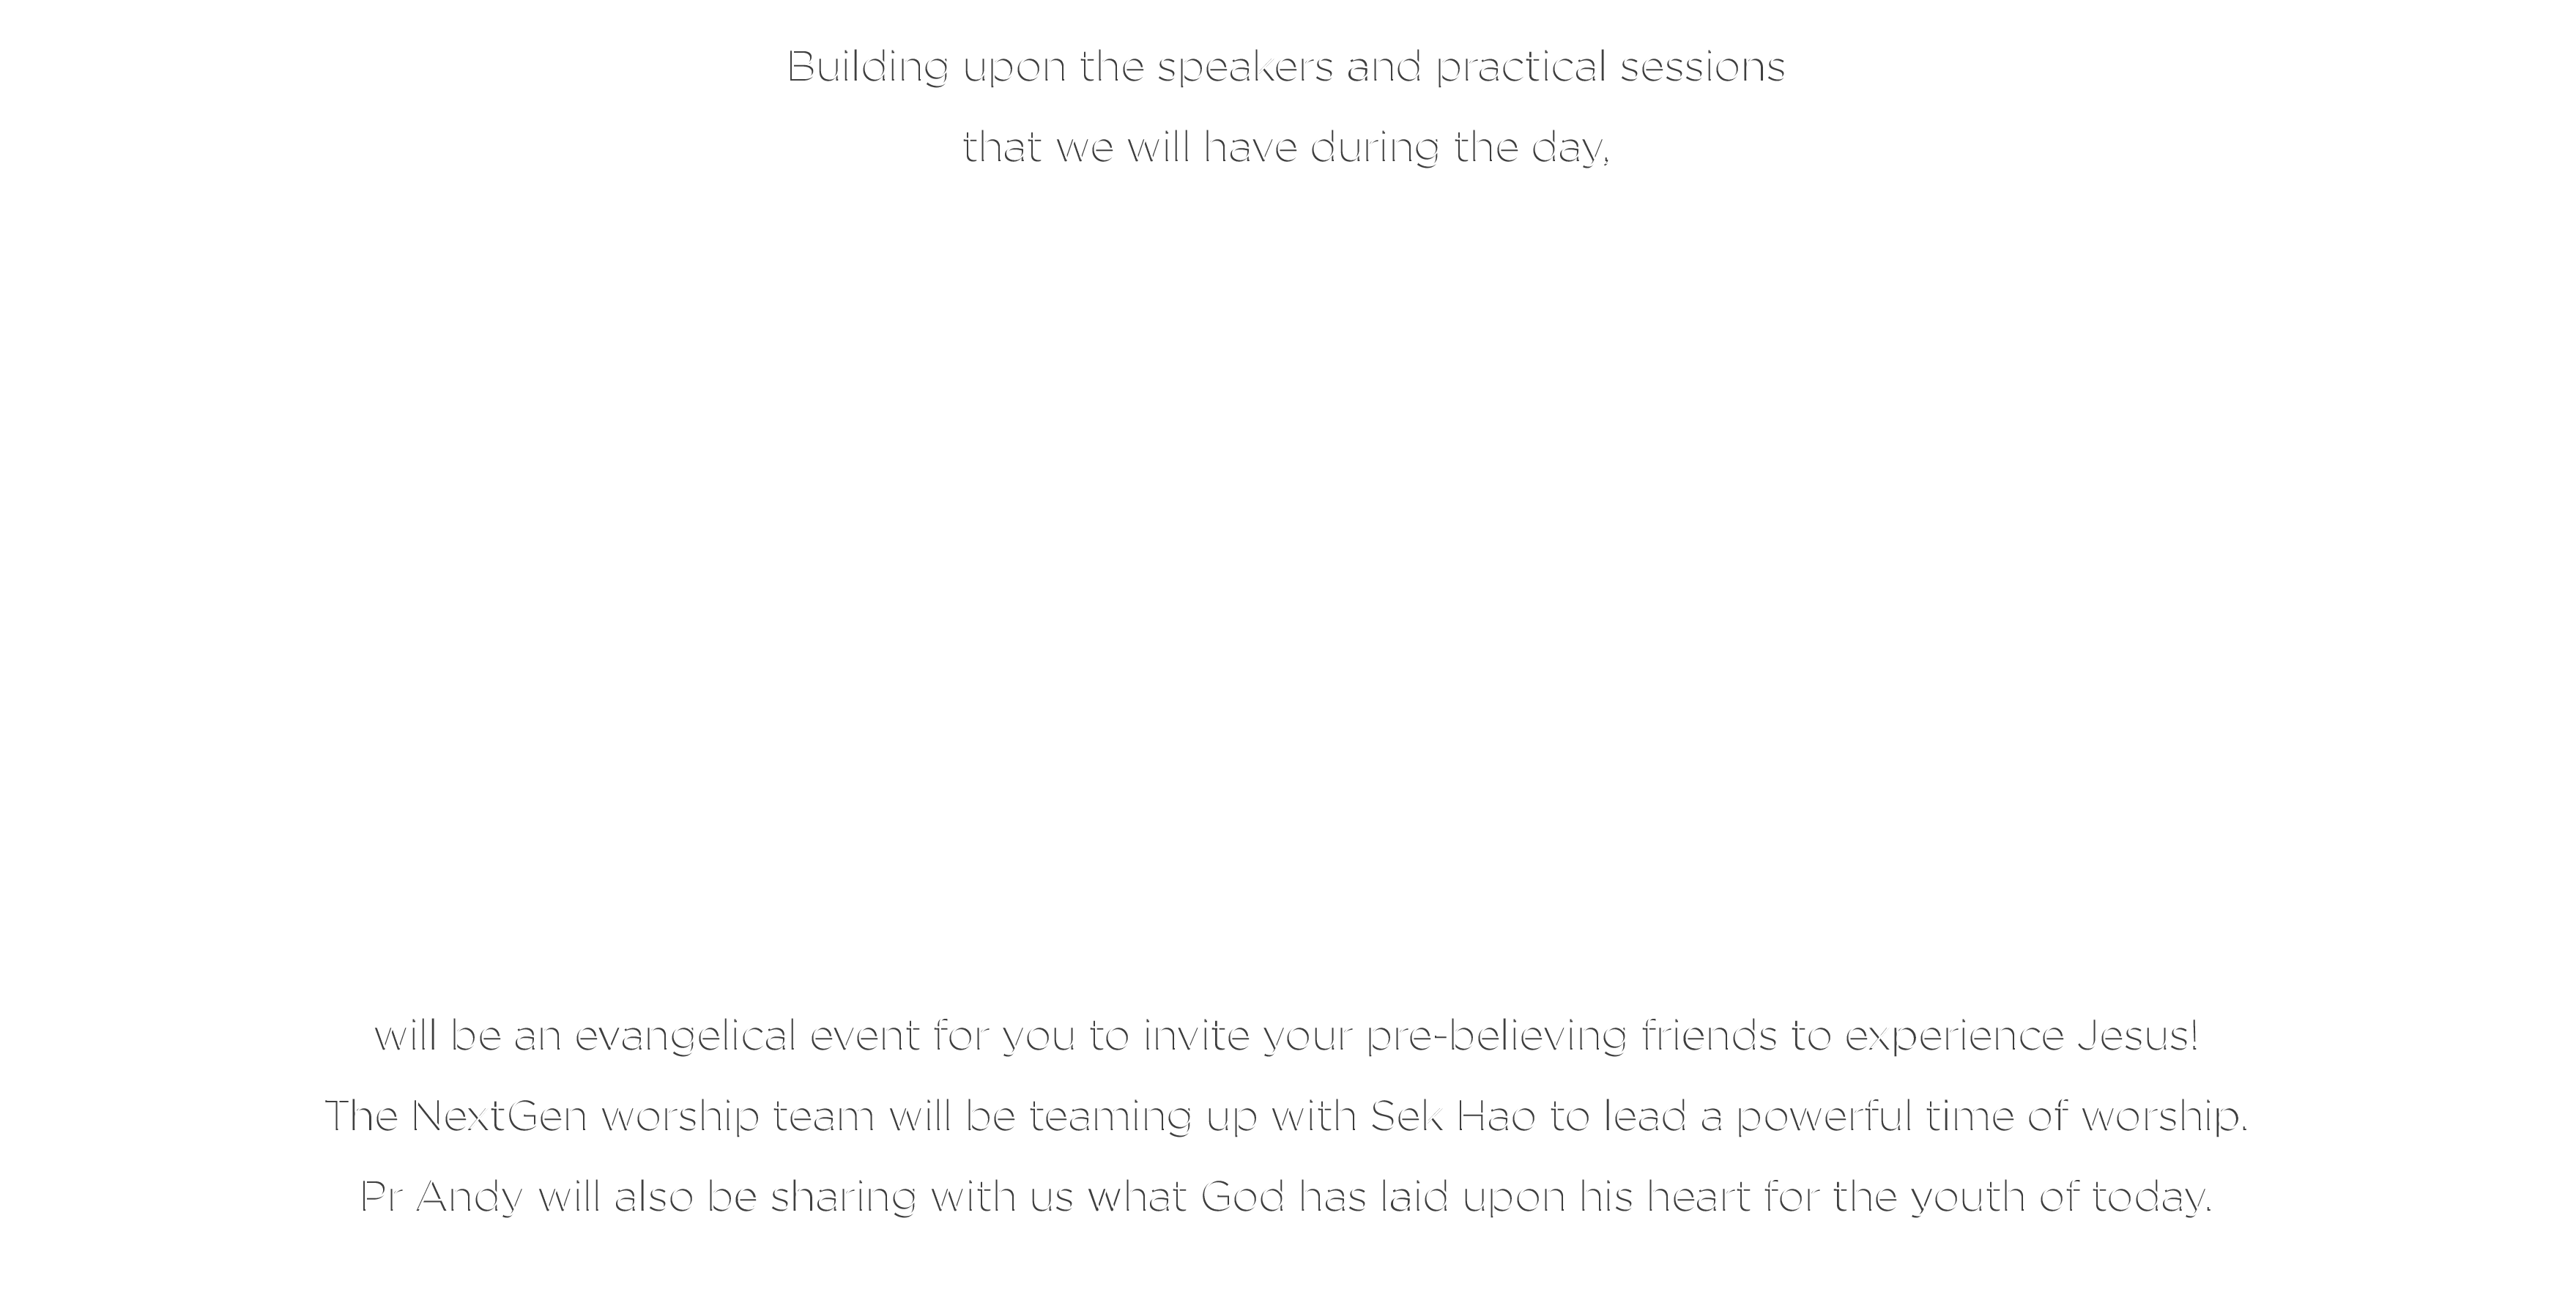 Building upon the speakers and practical sessions
that we will have during the day,
will be an evangelical event for you to invite your pre-believing friends to experience Jesus!
The NextGen worship team will be teaming up with Sek Hao to lead a powerful time of worship.
Pr Andy will also be sharing with us what God has laid upon his heart for the youth of today.